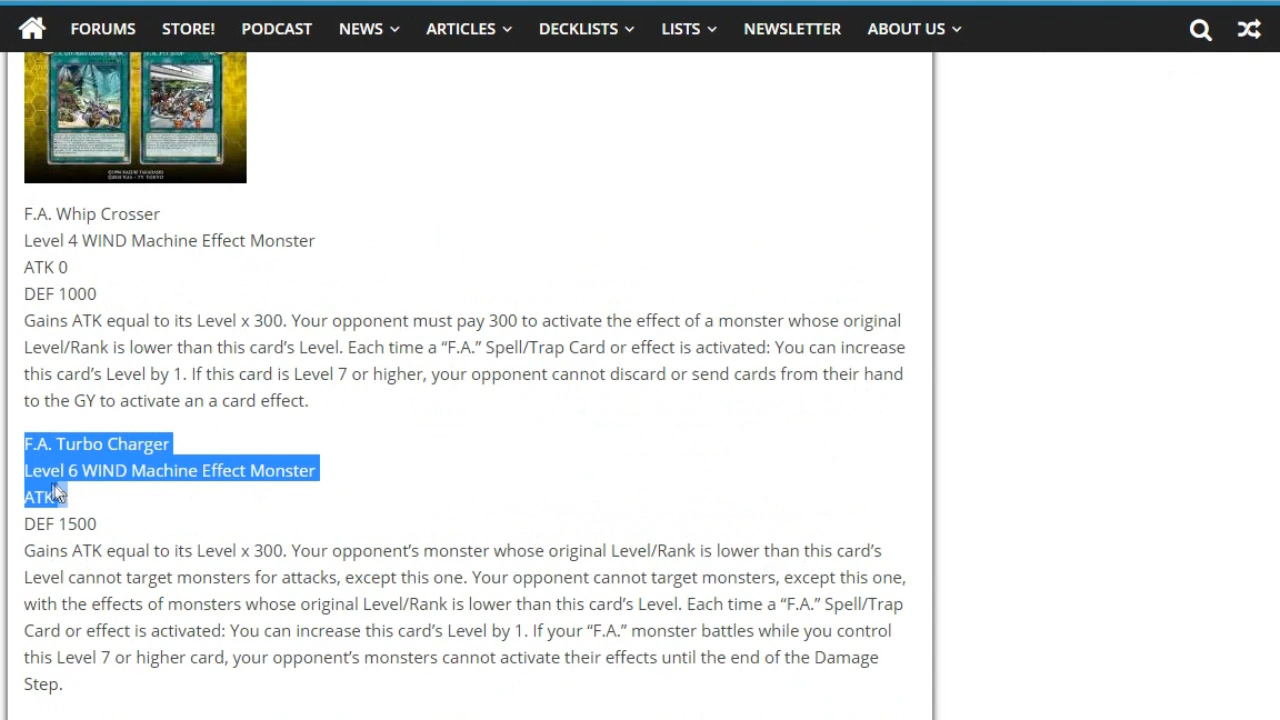 FORUMS STORE! PODCAST NEWS ARTICLES DECKLISTS LISTS NEWSLETTER ABOUT US
F.A. Whip Crosser
Level 4 WIND Machine Effect Monster
ATK 0
DEF 1000
Gains ATK equal to its Level x 300. Your opponent must pay 300 to activate the effect of a monster whose original
Level/Rank is lower than this card’s Level. Each time a “F.A.” Spell/Trap Card or effect is activated: You can increase
this card’s Level by 1. If this card is Level 7 or higher, your opponent cannot discard or send cards from their hand
to the GY to activate an a card effect.
F.A. Turbo Charger
Level 6 WIND Machine Effect Monster
ATK
DEF 1500
Gains ATK equal to its Level x 300. Your opponent’s monster whose original Level/Rank is lower than this card’s
Level cannot target monsters for attacks, except this one. Your opponent cannot target monsters, except this one,
with the effects of monsters whose original Level/Rank is lower than this card’s Level. Each time a “F.A.” Spell/Trap
Card or effect is activated: You can increase this card’s Level by 1. If your “F.A.” monster battles while you control
this Level 7 or higher card, your opponent’s monsters cannot activate their effects until the end of the Damage
Step.